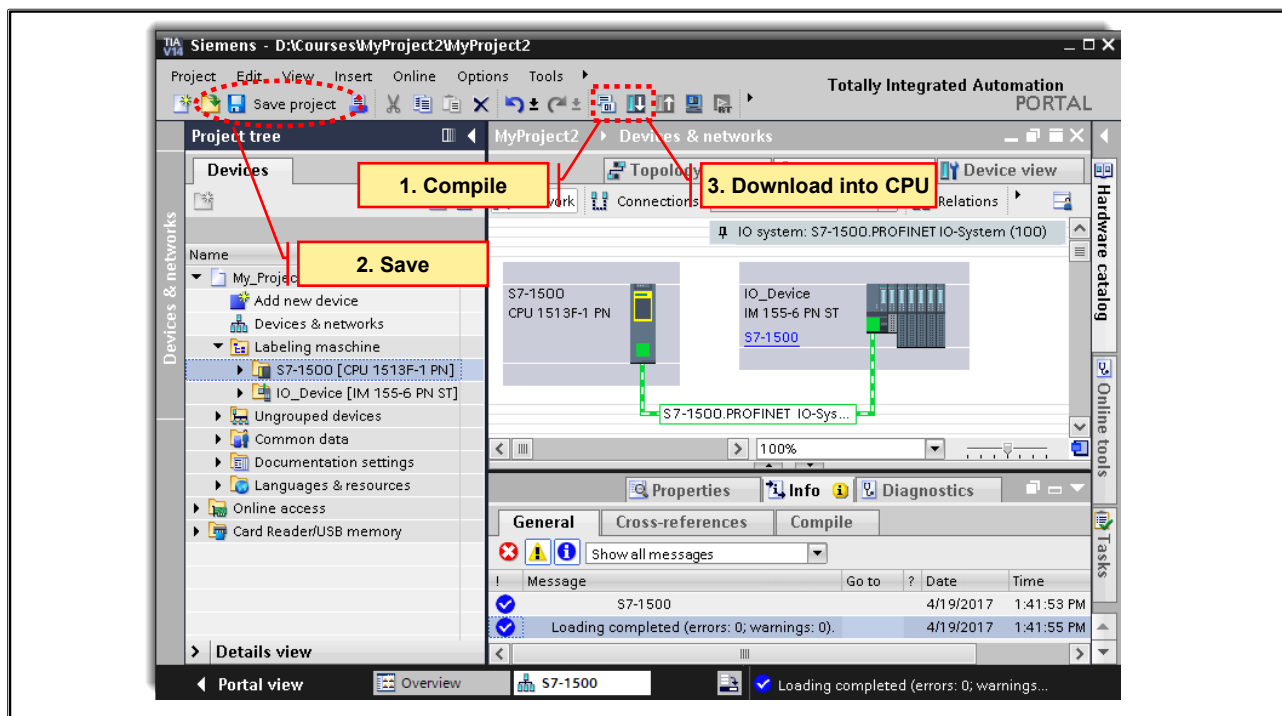 TIA V14
Siemens - D:\Courses\MyProject2\MyProject2
Project Edit View Insert Online Options Tools
Totally Integrated Automation
PORTAL
Save project
Project tree
MyProject2 Devices & networks
Devices
Device view
1. Compile
3. Download into CPU
Connections
Relations
IO system: S7-1500.PROFINET IO-System (100)
Name
2. Save
Add new device
Devices & networks
Labeling maschine
S7-1500 [CPU 1513F-1 PN]
IO_Device [IM 155-6 PN ST]
Ungrouped devices
Common data
Documentation settings
Languages & resources
Online access
Card Reader/USB memory
Details view
Devices & networks
S7-1500
CPU 1513F-1 PN
IO_Device
IM 155-6 PN ST
S7-1500
S7-1500.PROFINET IO-Sys...
100%
Properties Info Diagnostics
General Cross-references Compile
Show all messages
! Message Go to ? Date Time
S7-1500 4/19/2017 1:41:53 PM
Loading completed (errors: 0; warnings: 0). 4/19/2017 1:41:55 PM
Hardware catalog
Online tools
Tasks
Portal view
Overview
S7-1500
Loading completed (errors: 0; warnings...